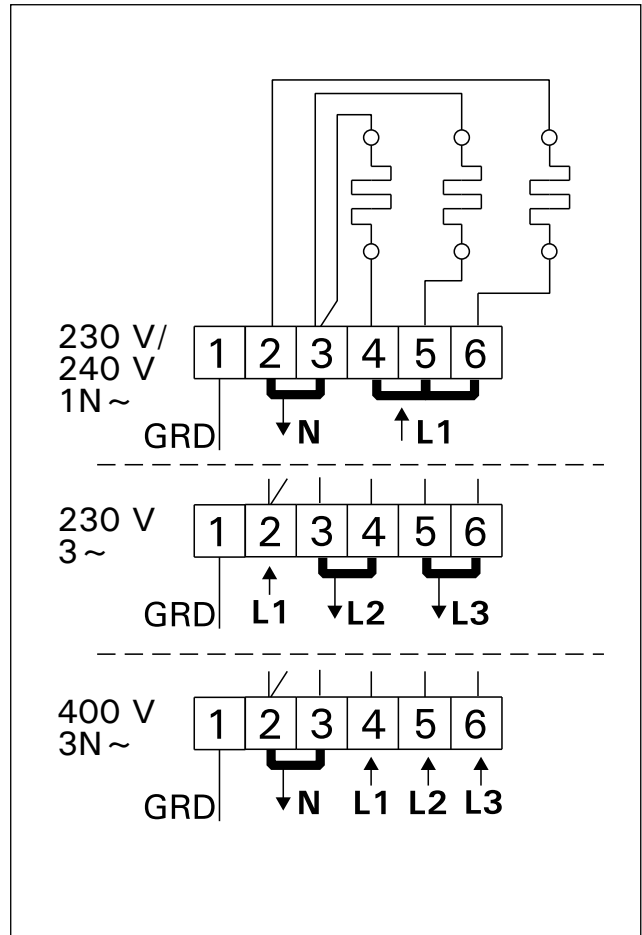 230 V/
240 V
1N ~
1 2 3 4 5 6
GRD N L1
230 V
3 ~
1 2 3 4 5 6
GRD L1 L2 L3
400 V
3N ~
1 2 3 4 5 6
GRD N L1 L2 L3